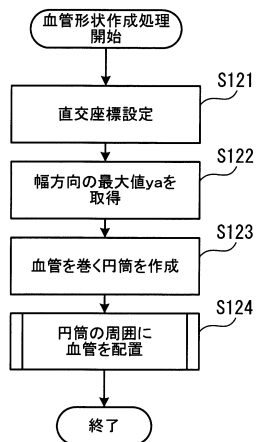 血管形状作成処理
開始
S121
直交座標設定
S122
幅方向の最大値yaを
取得
S123
血管を巻く円筒を作成
S124
円筒の周囲に
血管を配置
終了